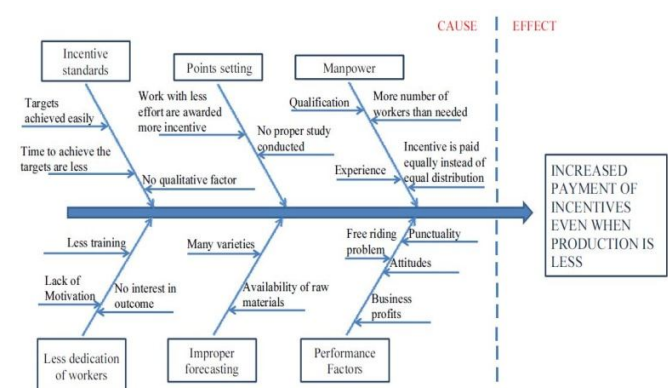 CAUSE
EFFECT
Incentive
standards
Points setting
Manpower
Targets
achieved easily
Time to achieve the
targets are less
No qualitative factor
Work with less
effort are awarded
more incentive
No proper study
conducted
Qualification
More number of
workers than needed
Experience
Incentive is paid
equally instead of
equal distribution
INCREASED
PAYMENT OF
INCENTIVES
EVEN WHEN
PRODUCTION IS
LESS
Less training
Lack of
Motivation
No interest in
outcome
Many varieties
Availability of raw
materials
Free riding
problem
Punctuality
Attitudes
Business
profits
Less dedication
of workers
Improper
forecasting
Performance
Factors